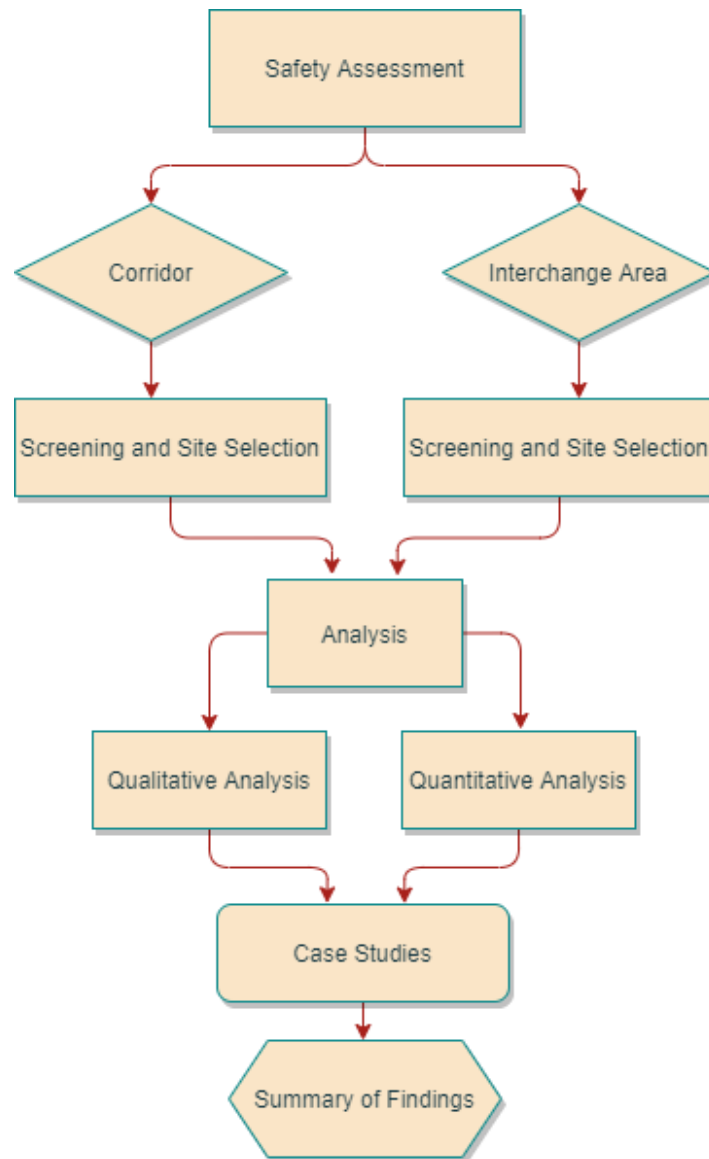 Safety Assessment
Corridor
Interchange Area
Screening and Site Selection
Screening and Site Selection
Analysis
Qualitative Analysis
Quantitative Analysis
Case Studies
Summary of Findings